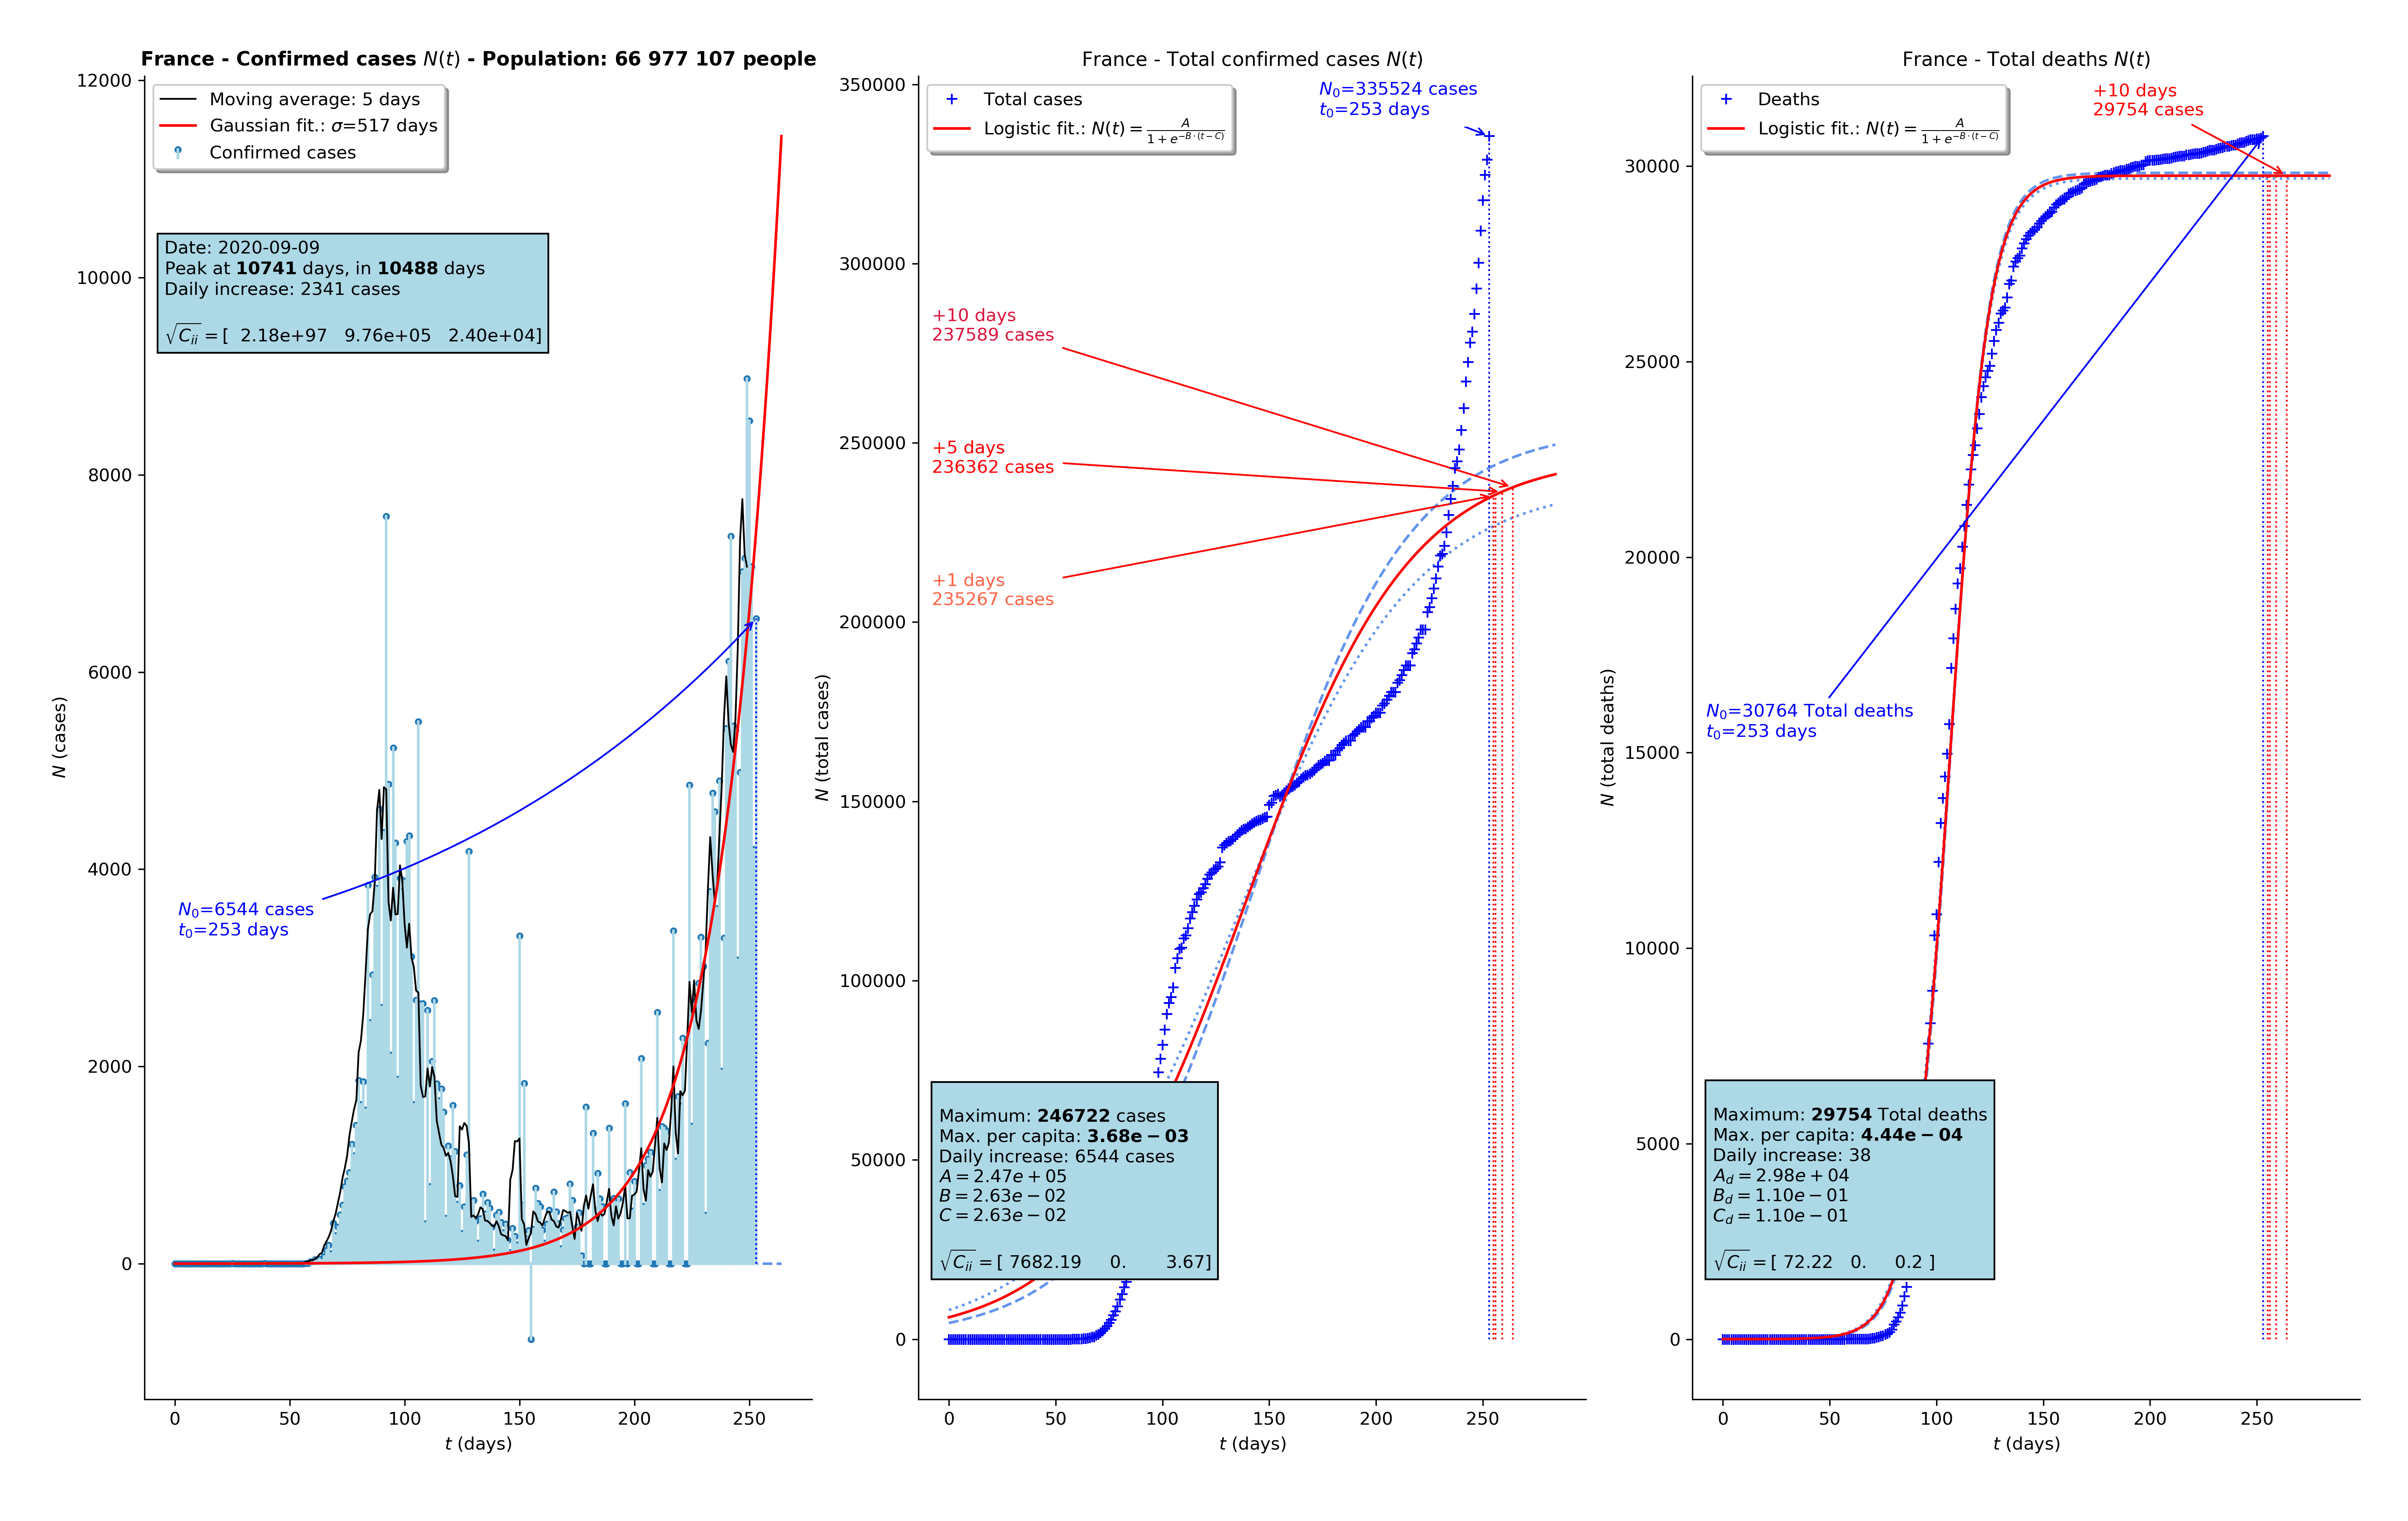 France - Confirmed cases N(t) - Population: 66 977 107 people
12000
10000
8000
6000
4000
2000
0
N (cases)
Moving average: 5 days
Gaussian fit.: σ=517 days
Confirmed cases
Date: 2020-09-09
Peak at 10741 days, in 10488 days
Daily increase: 2341 cases
√C_ii = [ 2.18e+97 9.76e+05 2.40e+04]
N₀=6544 cases
t₀=253 days
0 50 100 150 200 250
t (days)
France - Total confirmed cases N(t)
350000
300000
250000
200000
150000
100000
50000
0
N (total cases)
Total cases
Logistic fit.: N(t) = A / (1 + e^(−B·(t−C)))
N₀=335524 cases
t₀=253 days
+10 days
237589 cases
+5 days
236362 cases
+1 days
235267 cases
Maximum: 246722 cases
Max. per capita: 3.68e − 03
Daily increase: 6544 cases
A = 2.47e + 05
B = 2.63e − 02
C = 2.63e − 02
√C_ii = [ 7682.19 0. 3.67]
0 50 100 150 200 250
t (days)
France - Total deaths N(t)
30000
25000
20000
15000
10000
5000
0
N (total deaths)
Deaths
Logistic fit.: N(t) = A / (1 + e^(−B·(t−C)))
+10 days
29754 cases
N₀=30764 Total deaths
t₀=253 days
Maximum: 29754 Total deaths
Max. per capita: 4.44e − 04
Daily increase: 38
A_d = 2.98e + 04
B_d = 1.10e − 01
C_d = 1.10e − 01
√C_ii = [ 72.22 0. 0.2 ]
0 50 100 150 200 250
t (days)